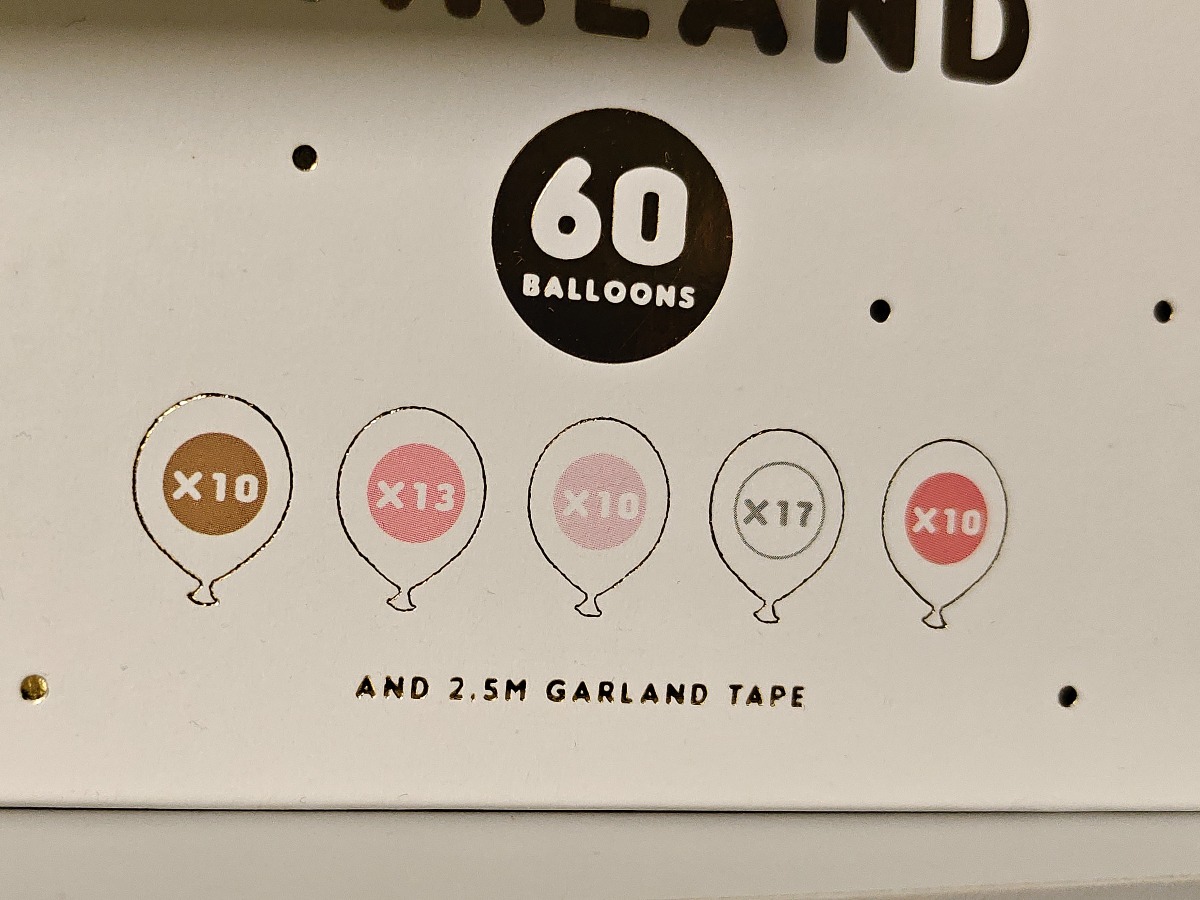 60
BALLOONS
X10 X13 X10 X17 X10
AND 2.5M GARLAND TAPE